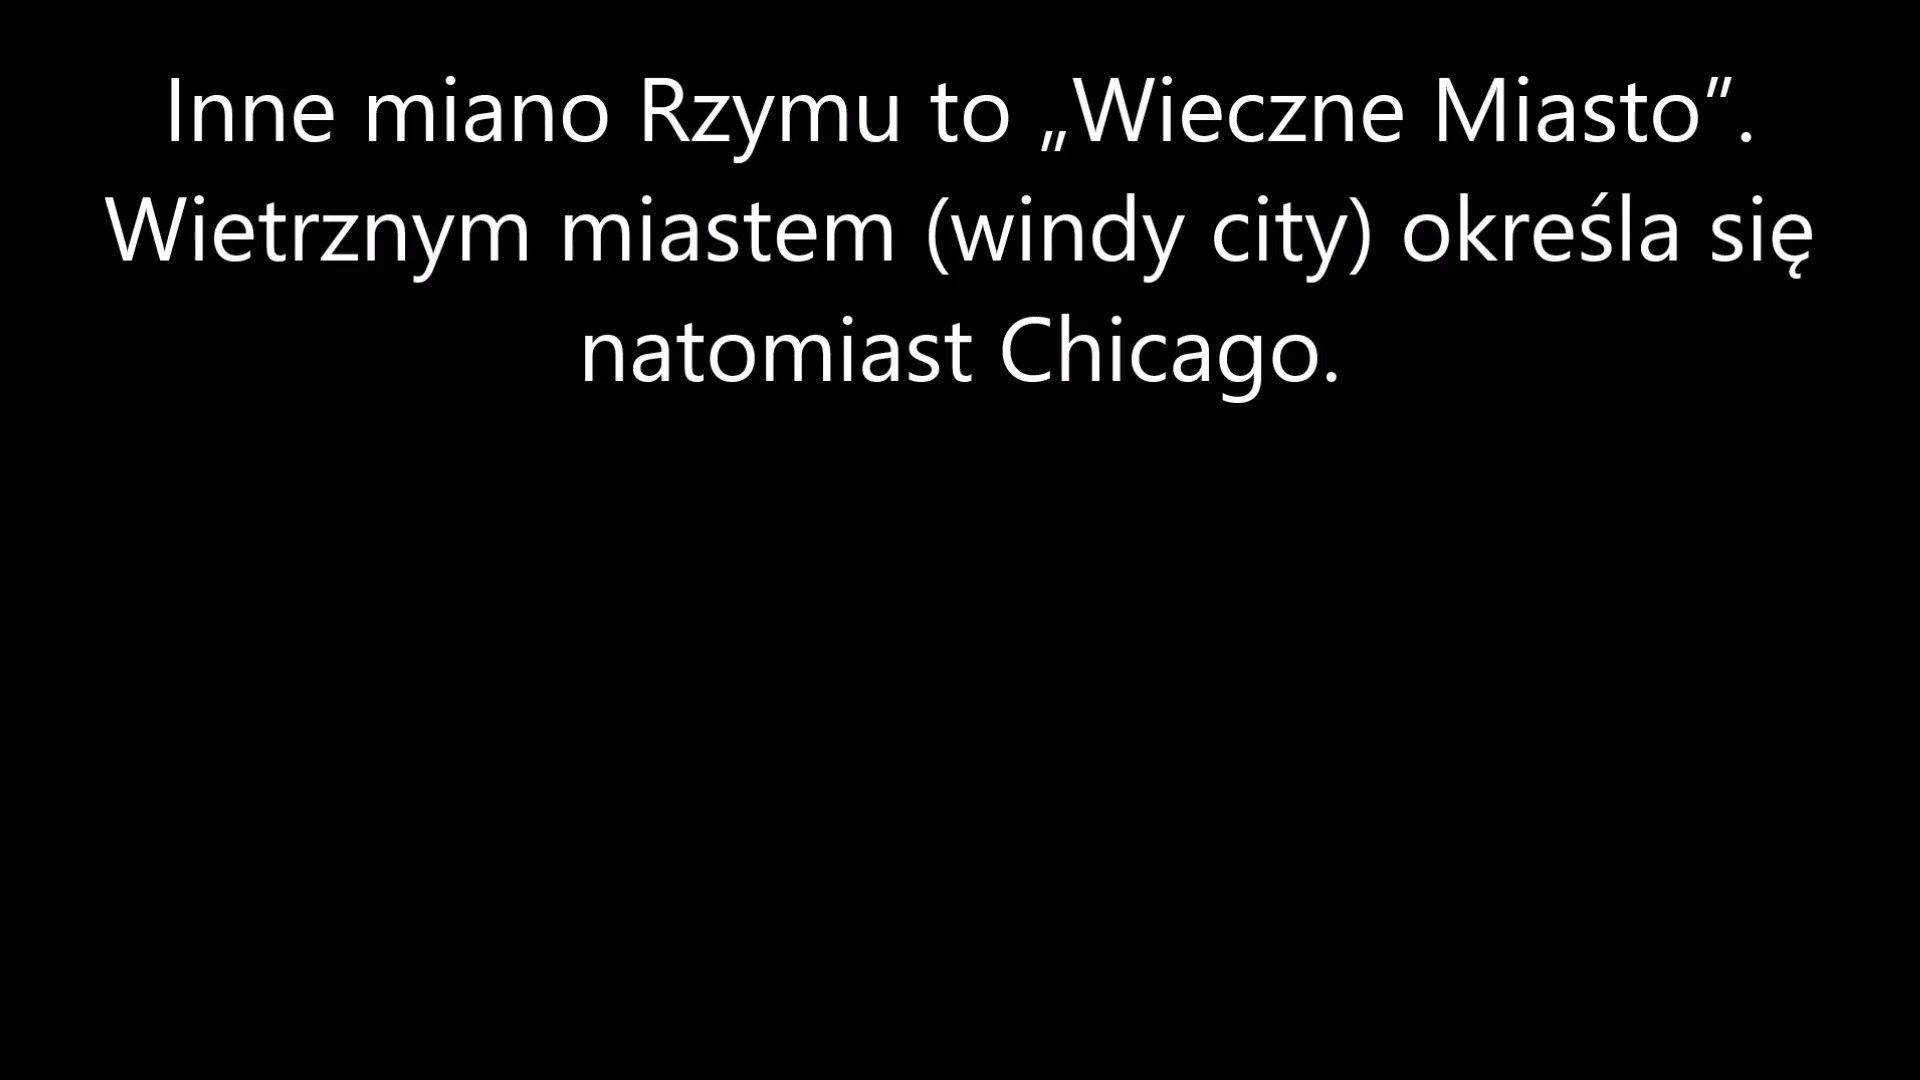 Inne miano Rzymu to „Wieczne Miasto”.
Wietrznym miastem (windy city) określa się
natomiast Chicago.